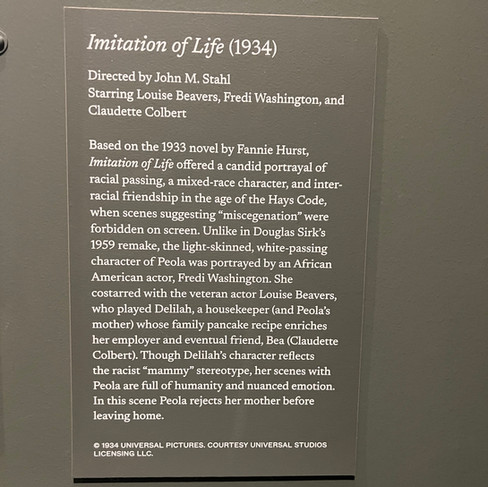 Imitation of Life (1934)
Directed by John M. Stahl
Starring Louise Beavers, Fredi Washington, and
Claudette Colbert
Based on the 1933 novel by Fannie Hurst,
Imitation of Life offered a candid portrayal of
racial passing, a mixed-race character, and inter-
racial friendship in the age of the Hays Code,
when scenes suggesting “miscegenation” were
forbidden on screen. Unlike in Douglas Sirk’s
1959 remake, the light-skinned, white-passing
character of Peola was portrayed by an African
American actor, Fredi Washington. She
costarred with the veteran actor Louise Beavers,
who played Delilah, a housekeeper (and Peola’s
mother) whose family pancake recipe enriches
her employer and eventual friend, Bea (Claudette
Colbert). Though Delilah’s character reflects
the racist “mammy” stereotype, her scenes with
Peola are full of humanity and nuanced emotion.
In this scene Peola rejects her mother before
leaving home.
© 1934 UNIVERSAL PICTURES. COURTESY UNIVERSAL STUDIOS
LICENSING LLC.